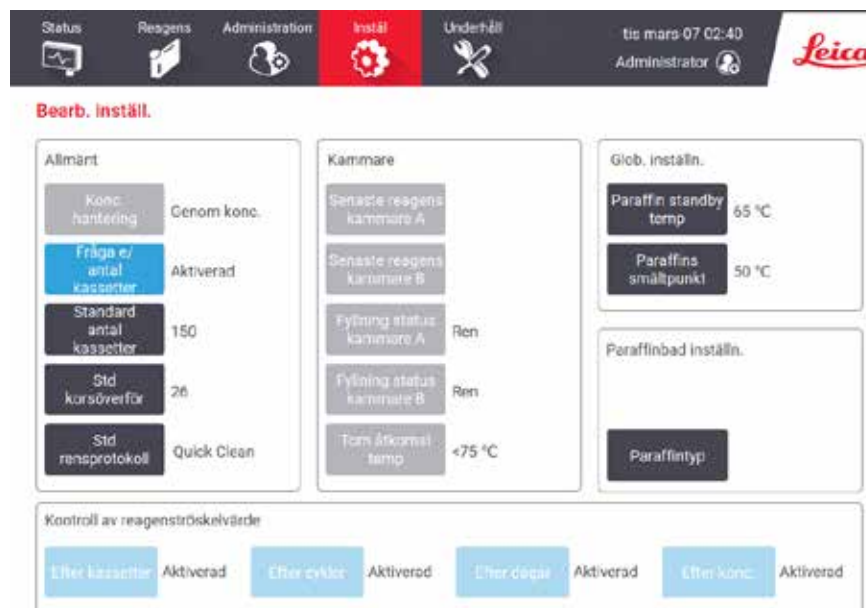 Status Reagens Administration Instäl Underhåll
tis mars-07 02:40
Administrator
Leica
Bearb. inställ.
Allmänt
Konc. hantering
Genom konc.
Fråga e/ antal kassetter
Aktiverad
Standard antal kassetter
150
Std korsöverför
26
Std rensprotokoll
Quick Clean
Kammare
Senaste reagens kammare A
Senaste reagens kammare B
Fyllning status kammare A
Ren
Fyllning status kammare B
Ren
Tom åtkomst temp
<75 °C
Glob. inställn.
Paraffin standby temp
65 °C
Paraffins smältpunkt
50 °C
Paraffinbad inställn.
Paraffintyp
Kontroll av reagenströskelvärde
Efter kassetter Aktiverad Efter cykler Aktiverad Efter dagar Aktiverad Efter konc. Aktiverad